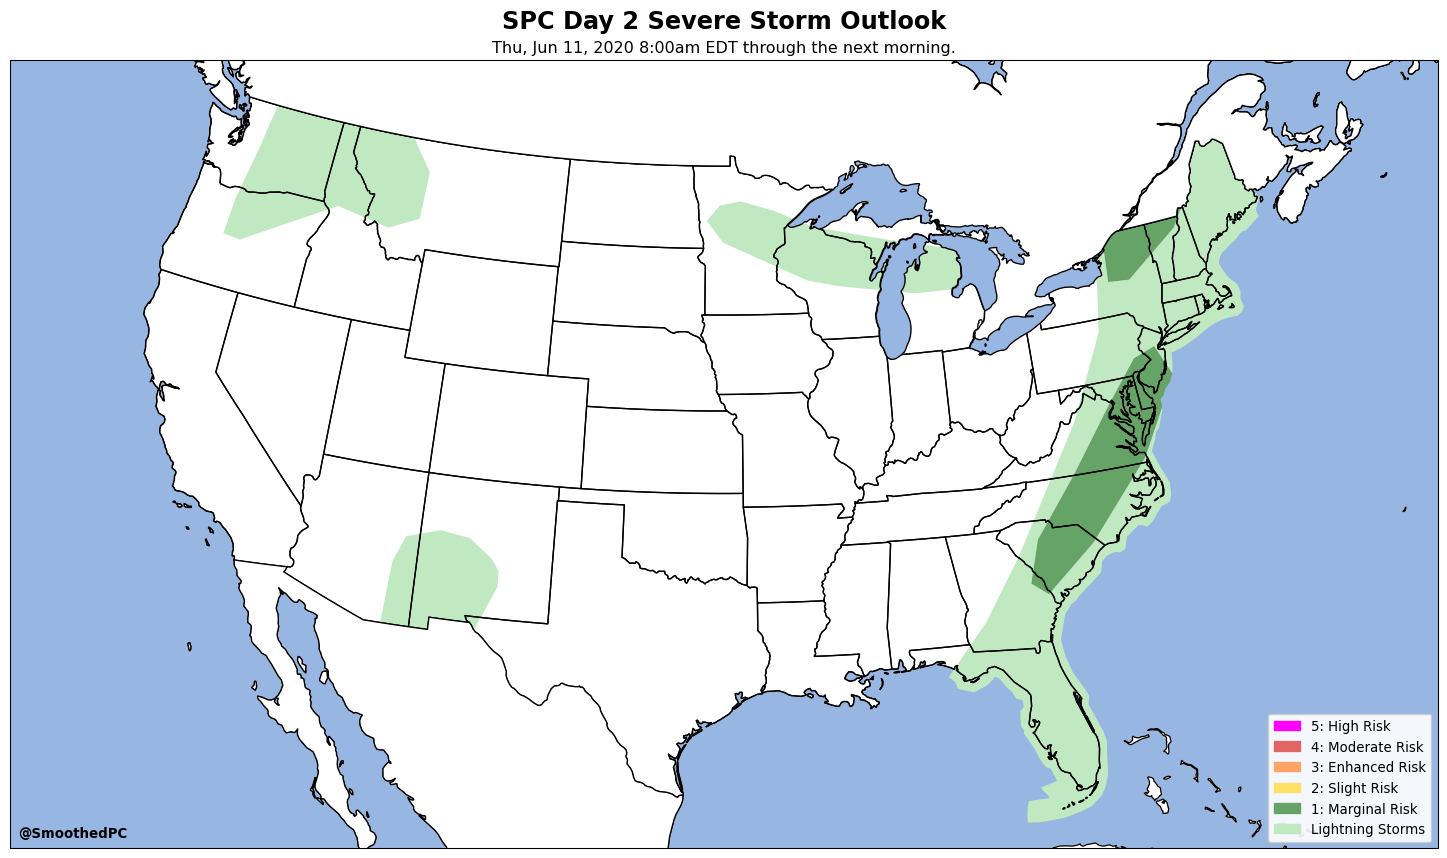 SPC Day 2 Severe Storm Outlook
Thu, Jun 11, 2020 8:00am EDT through the next morning.
5: High Risk
4: Moderate Risk
3: Enhanced Risk
2: Slight Risk
1: Marginal Risk
Lightning Storms
@SmoothedPC